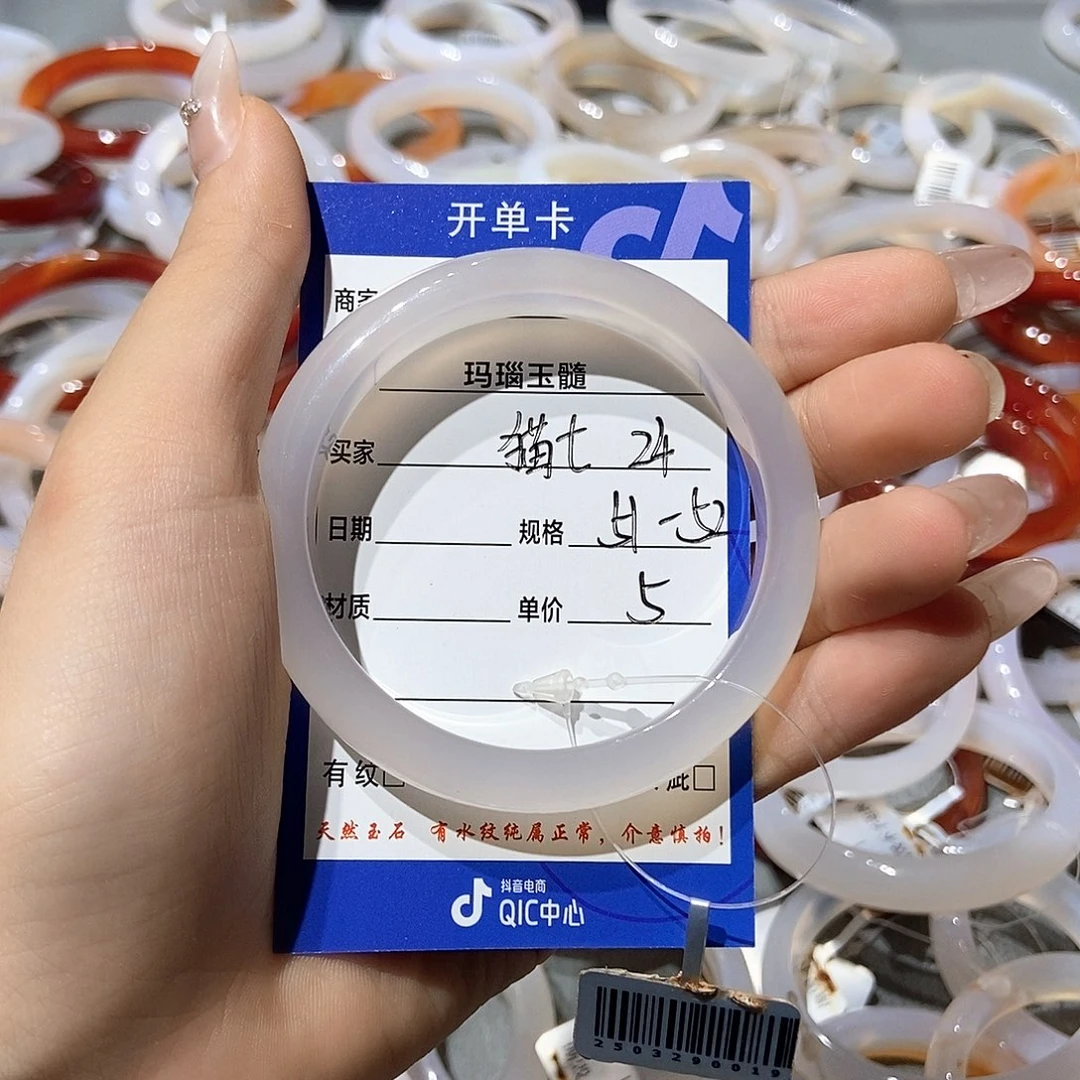 开单卡
商家
玛瑙玉髓
买家 猫七 24
日期 规格
材质 单价 5
有纹□ 疵□
天然玉石 有水纹纯属正常，介意慎拍！
抖音电商
QIC中心
2503290019